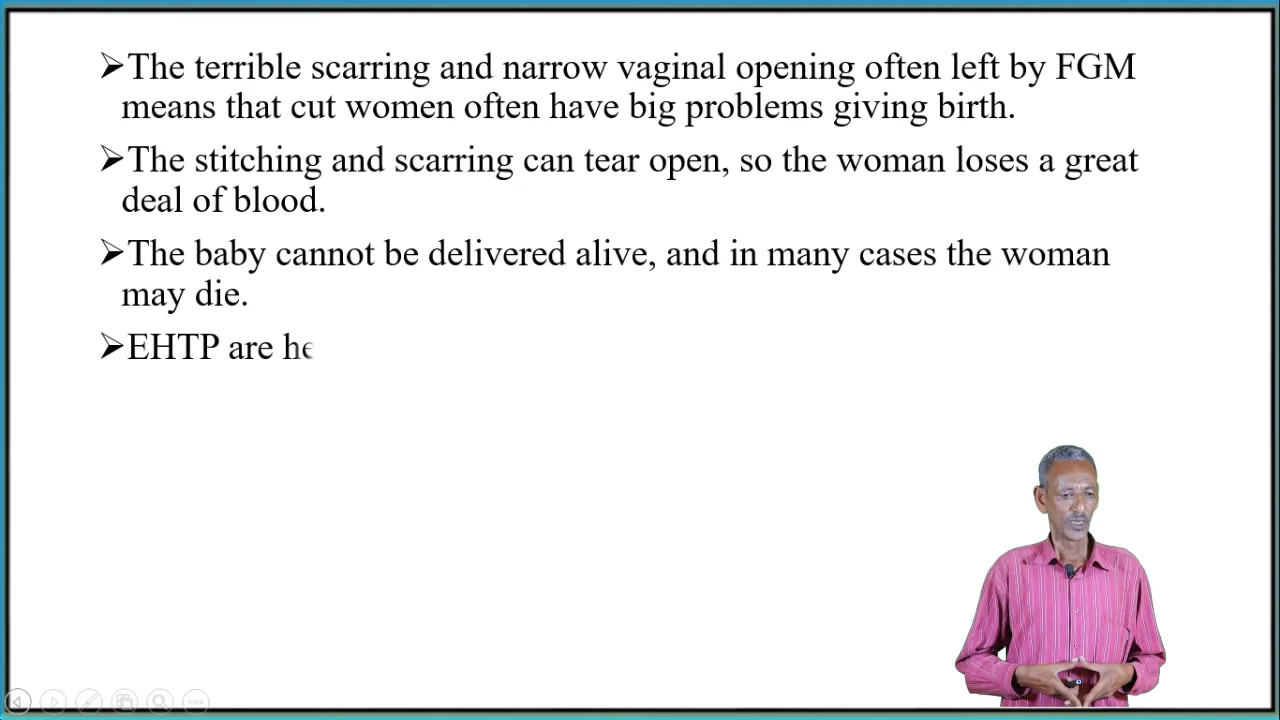 ➢The terrible scarring and narrow vaginal opening often left by FGM
means that cut women often have big problems giving birth.
➢The stitching and scarring can tear open, so the woman loses a great
deal of blood.
➢The baby cannot be delivered alive, and in many cases the woman
may die.
➢EHTP are he